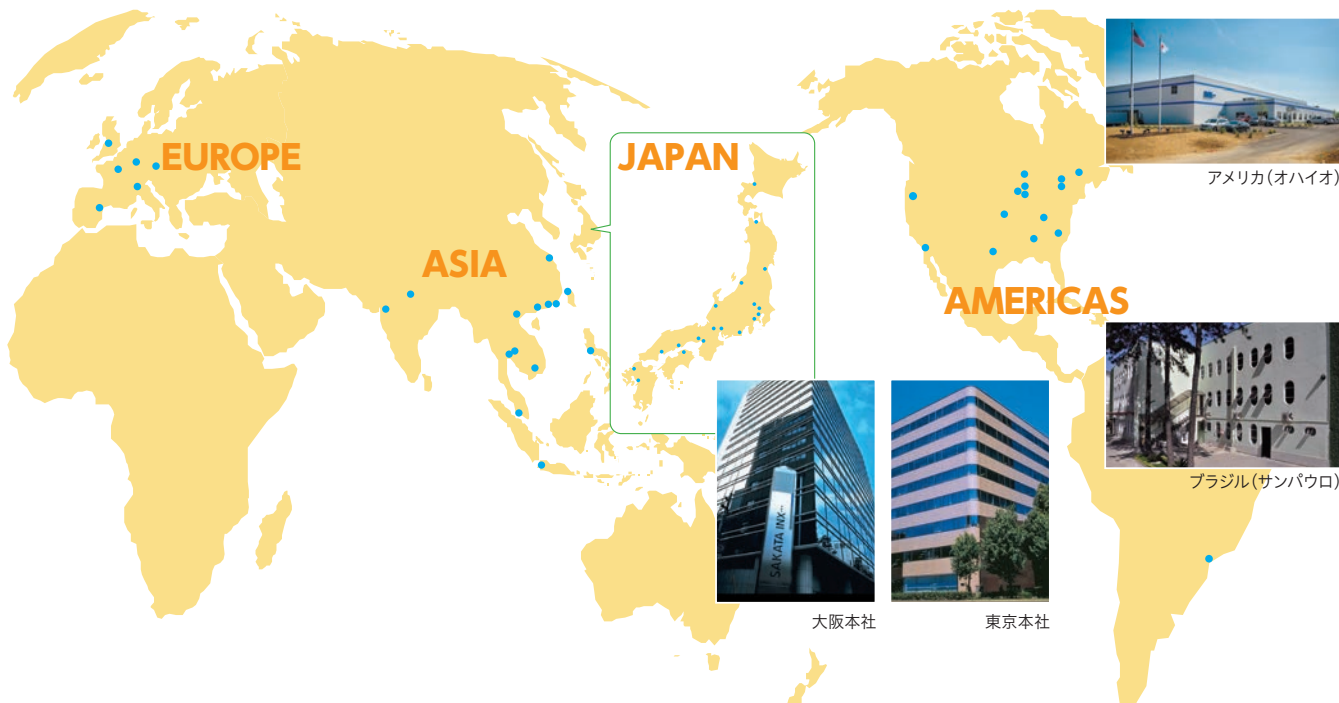 EUROPE
ASIA
JAPAN
AMERICAS
アメリカ(オハイオ)
ブラジル(サンパウロ)
SAKATA INX
大阪本社
東京本社